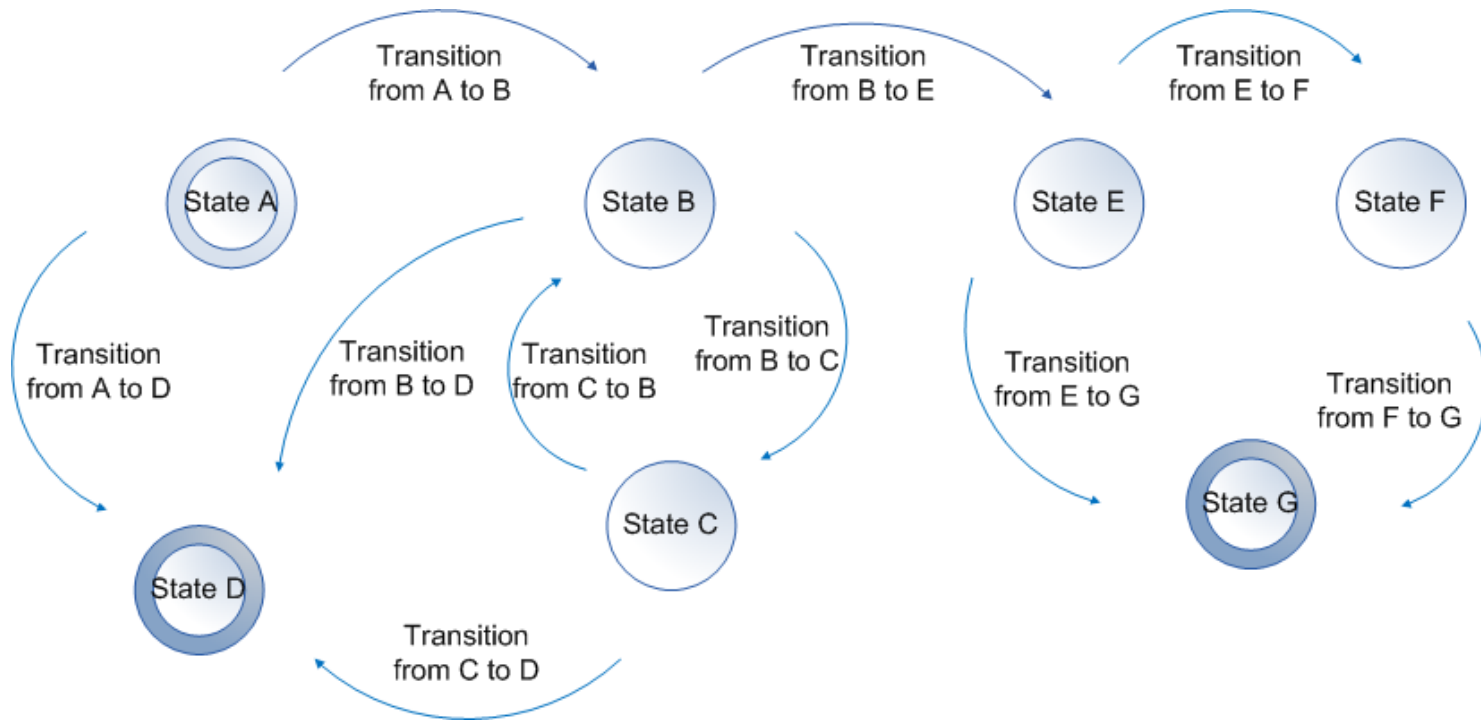 Transition
from A to B
Transition
from B to E
Transition
from E to F
State A
State B
State E
State F
Transition
from A to D
Transition
from B to D
Transition
from C to B
Transition
from B to C
Transition
from E to G
Transition
from F to G
State G
State C
State D
Transition
from C to D